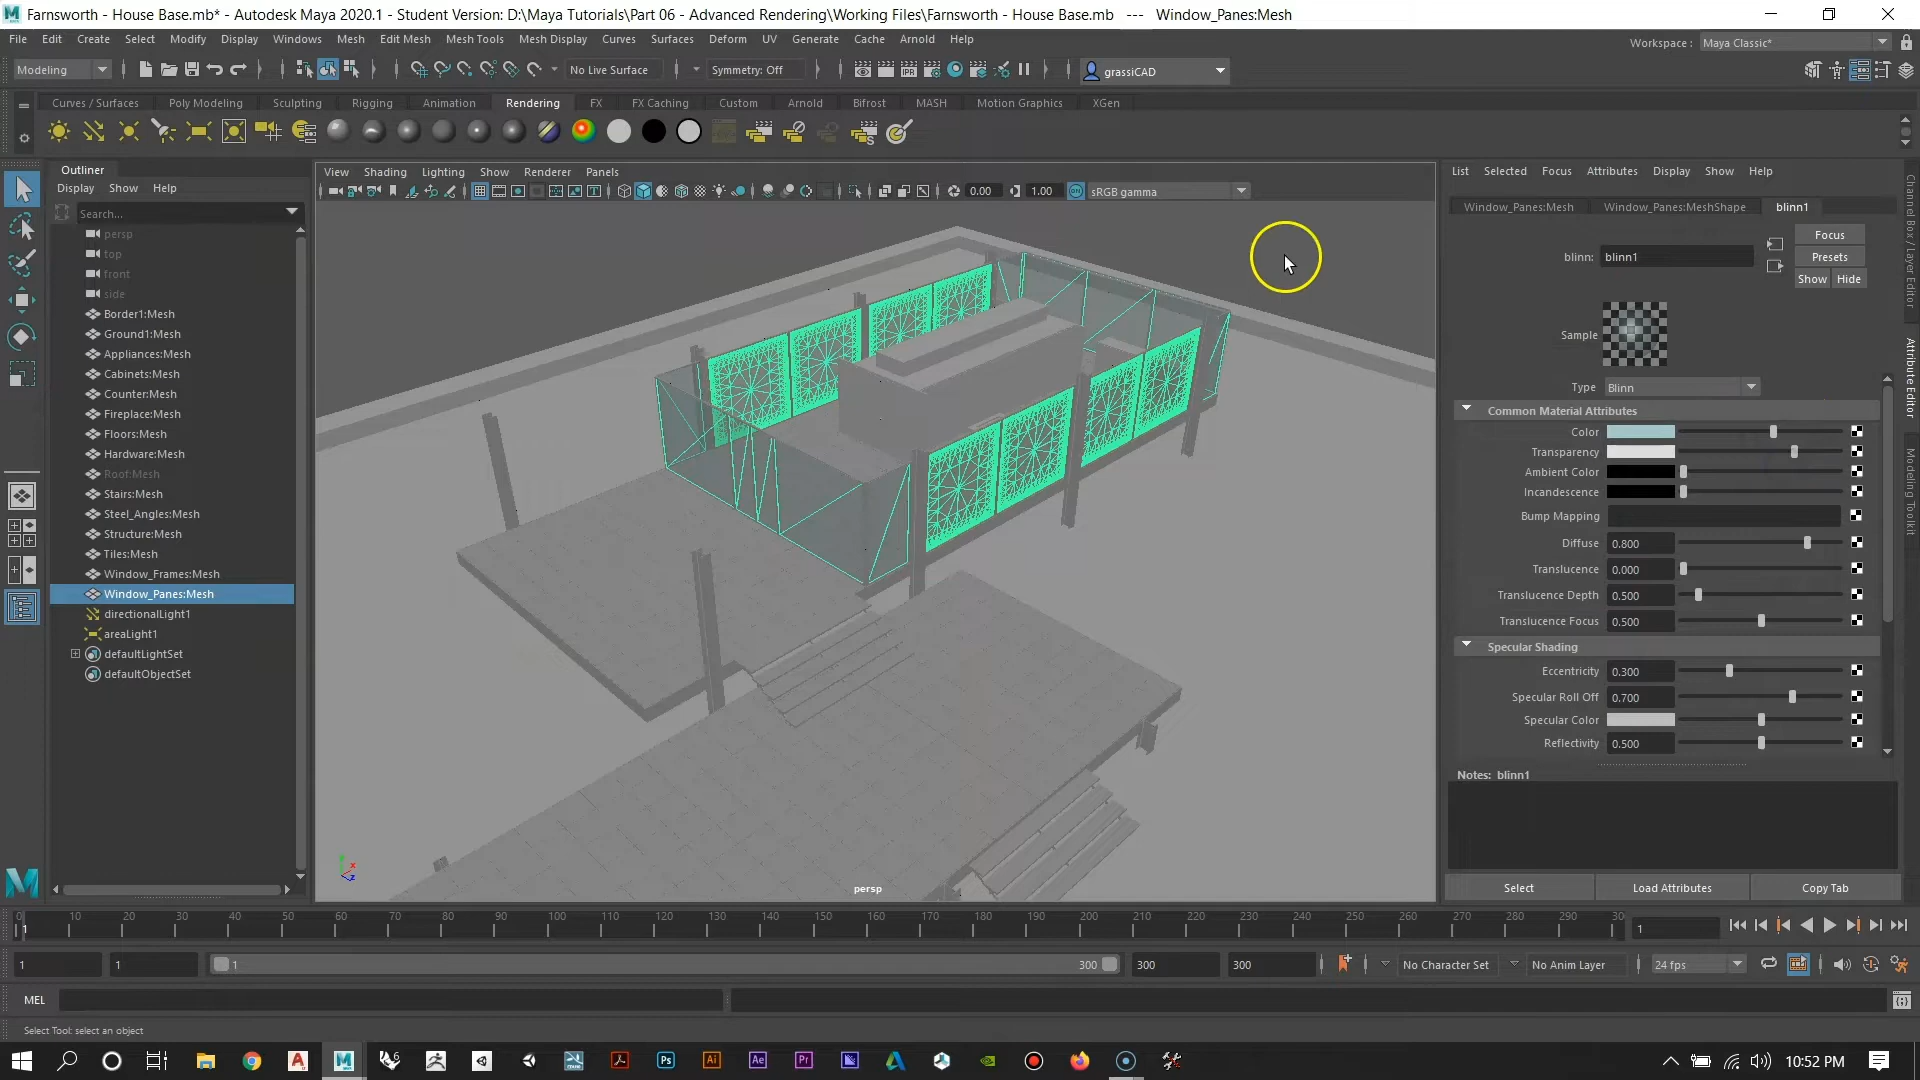 Farnsworth - House Base.mb* - Autodesk Maya 2020.1 - Student Version: D:\Maya Tutorials\Part 06 - Advanced Rendering\Working Files\Farnsworth - House Base.mb --- Window_Panes:Mesh
File Edit Create Select Modify Display Windows Mesh Edit Mesh Mesh Tools Mesh Display Curves Surfaces Deform UV Generate Cache Arnold Help
Workspace : Maya Classic*
Modeling No Live Surface Symmetry: Off grassiCAD
Curves / Surfaces Poly Modeling Sculpting Rigging Animation Rendering FX FX Caching Custom Arnold Bifrost MASH Motion Graphics XGen
Outliner
Display Show Help
Search...
persp
top
front
side
Border1:Mesh
Ground1:Mesh
Appliances:Mesh
Cabinets:Mesh
Counter:Mesh
Fireplace:Mesh
Floors:Mesh
Hardware:Mesh
Roof:Mesh
Stairs:Mesh
Steel_Angles:Mesh
Structure:Mesh
Tiles:Mesh
Window_Frames:Mesh
Window_Panes:Mesh
directionalLight1
areaLight1
defaultLightSet
defaultObjectSet
View Shading Lighting Show Renderer Panels
0.00 1.00 ON sRGB gamma
persp
List Selected Focus Attributes Display Show Help
Window_Panes:Mesh Window_Panes:MeshShape blinn1
Focus
blinn: blinn1
Presets
Show Hide
Sample
Type Blinn
Common Material Attributes
Color
Transparency
Ambient Color
Incandescence
Bump Mapping
Diffuse 0.800
Translucence 0.000
Translucence Depth 0.500
Translucence Focus 0.500
Specular Shading
Eccentricity 0.300
Specular Roll Off 0.700
Specular Color
Reflectivity 0.500
Notes: blinn1
Select Load Attributes Copy Tab
Channel Box / Layer Editor
Attribute Editor
Modeling Toolkit
0 10 20 30 40 50 60 70 80 90 100 110 120 130 140 150 160 170 180 190 200 210 220 230 240 250 260 270 280 290 30
1 1
1 1 1 300 300 300 No Character Set No Anim Layer 24 fps
MEL
Select Tool: select an object
10:52 PM